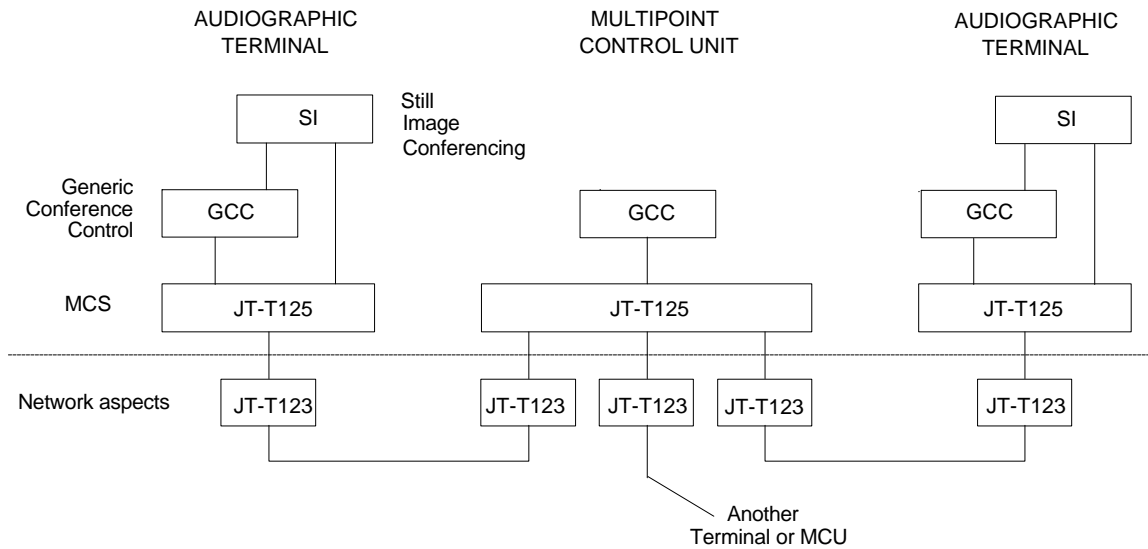 AUDIOGRAPHIC
TERMINAL
MULTIPOINT
CONTROL UNIT
AUDIOGRAPHIC
TERMINAL
SI
Still
Image
Conferencing
SI
Generic
Conference
Control
GCC
GCC
GCC
MCS
JT-T125
JT-T125
JT-T125
Network aspects
JT-T123
JT-T123
JT-T123
JT-T123
JT-T123
Another
Terminal or MCU